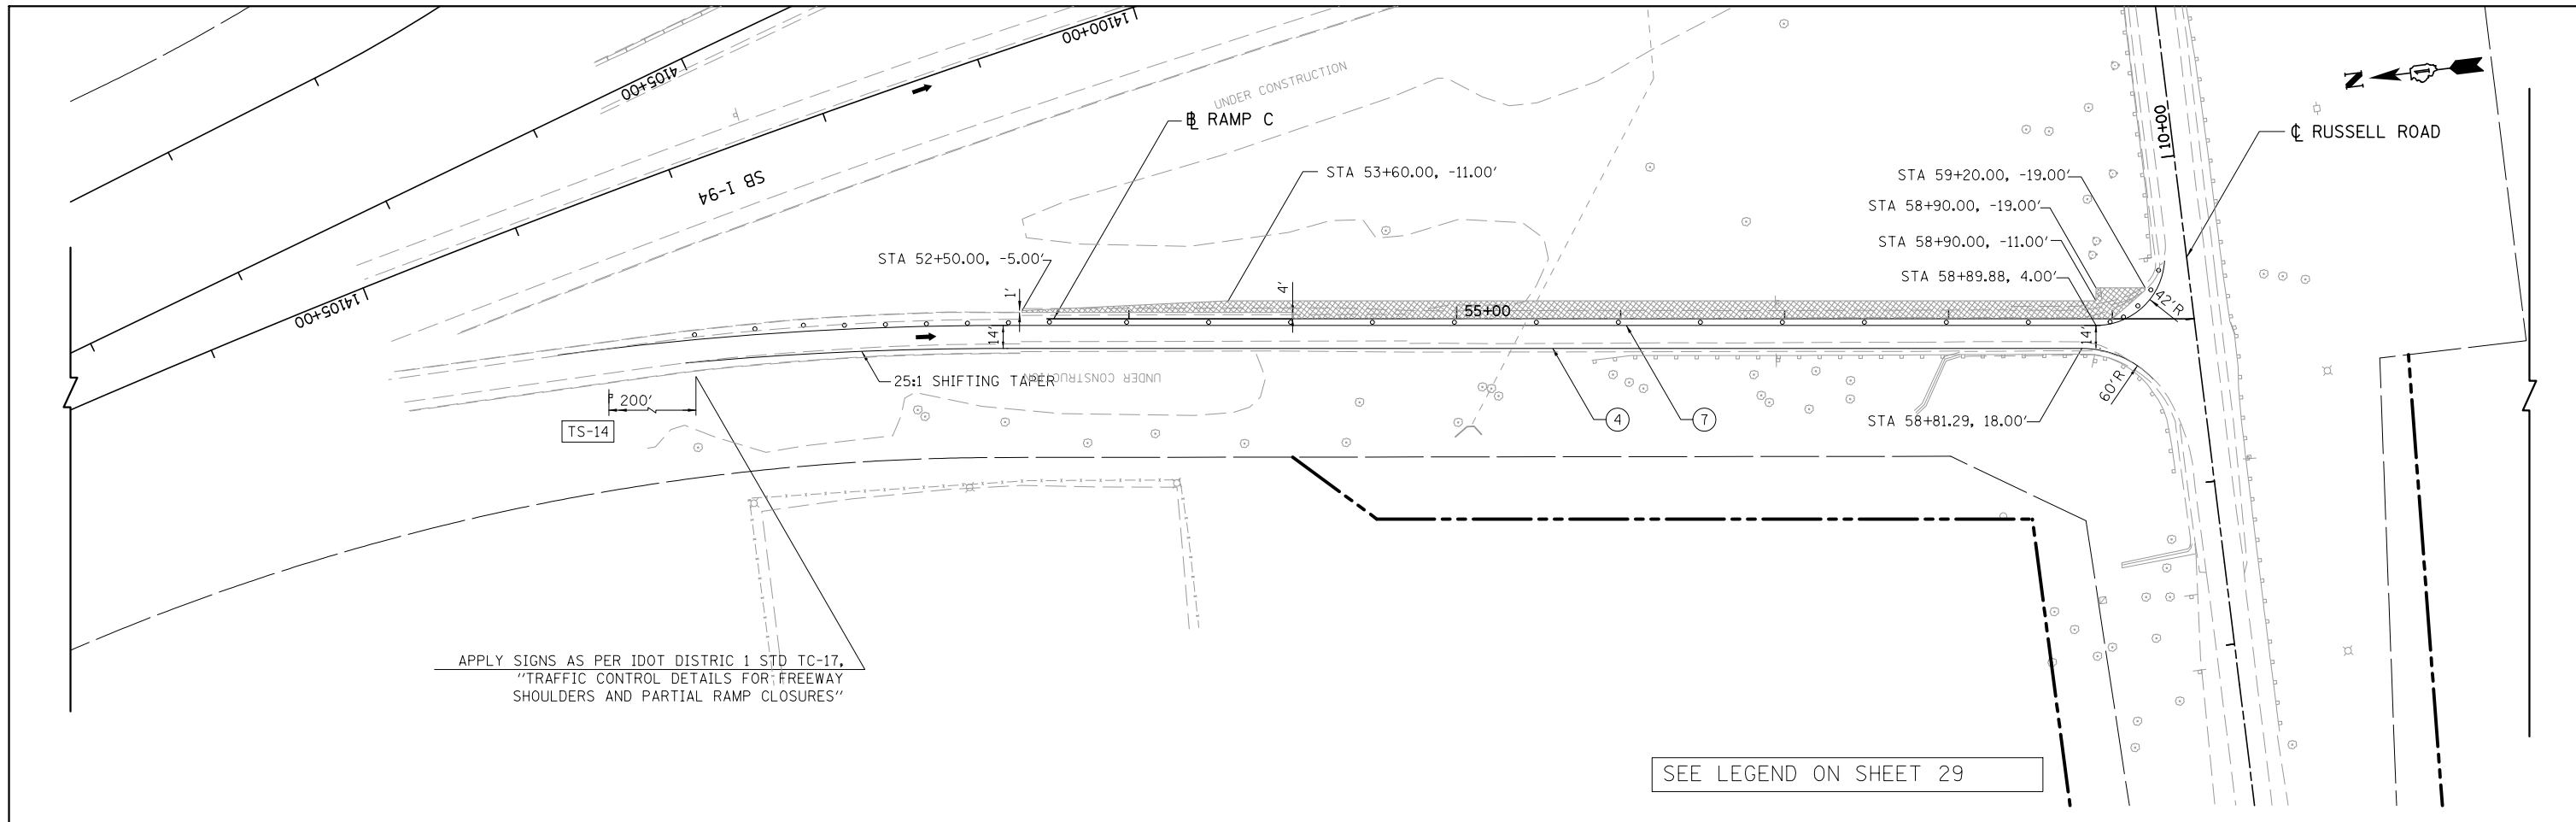 14100+00
14105+00
UNDER CONSTRUCTION
10+00
N
℄ RUSSELL ROAD
B RAMP C
STA 53+60.00, -11.00'
STA 59+20.00, -19.00'
SB I-94
STA 58+90.00, -19.00'
STA 58+90.00, -11.00'
STA 52+50.00, -5.00'
STA 58+89.88, 4.00'
14105+00
1'
4'
55+00
42'R
14'
14'
25:1 SHIFTING TAPER
UNDER CONSTRUCTION
60'R
200'
TS-14
4
7
STA 58+81.29, 18.00'
APPLY SIGNS AS PER IDOT DISTRIC 1 STD TC-17,
"TRAFFIC CONTROL DETAILS FOR FREEWAY
SHOULDERS AND PARTIAL RAMP CLOSURES"
SEE LEGEND ON SHEET 29